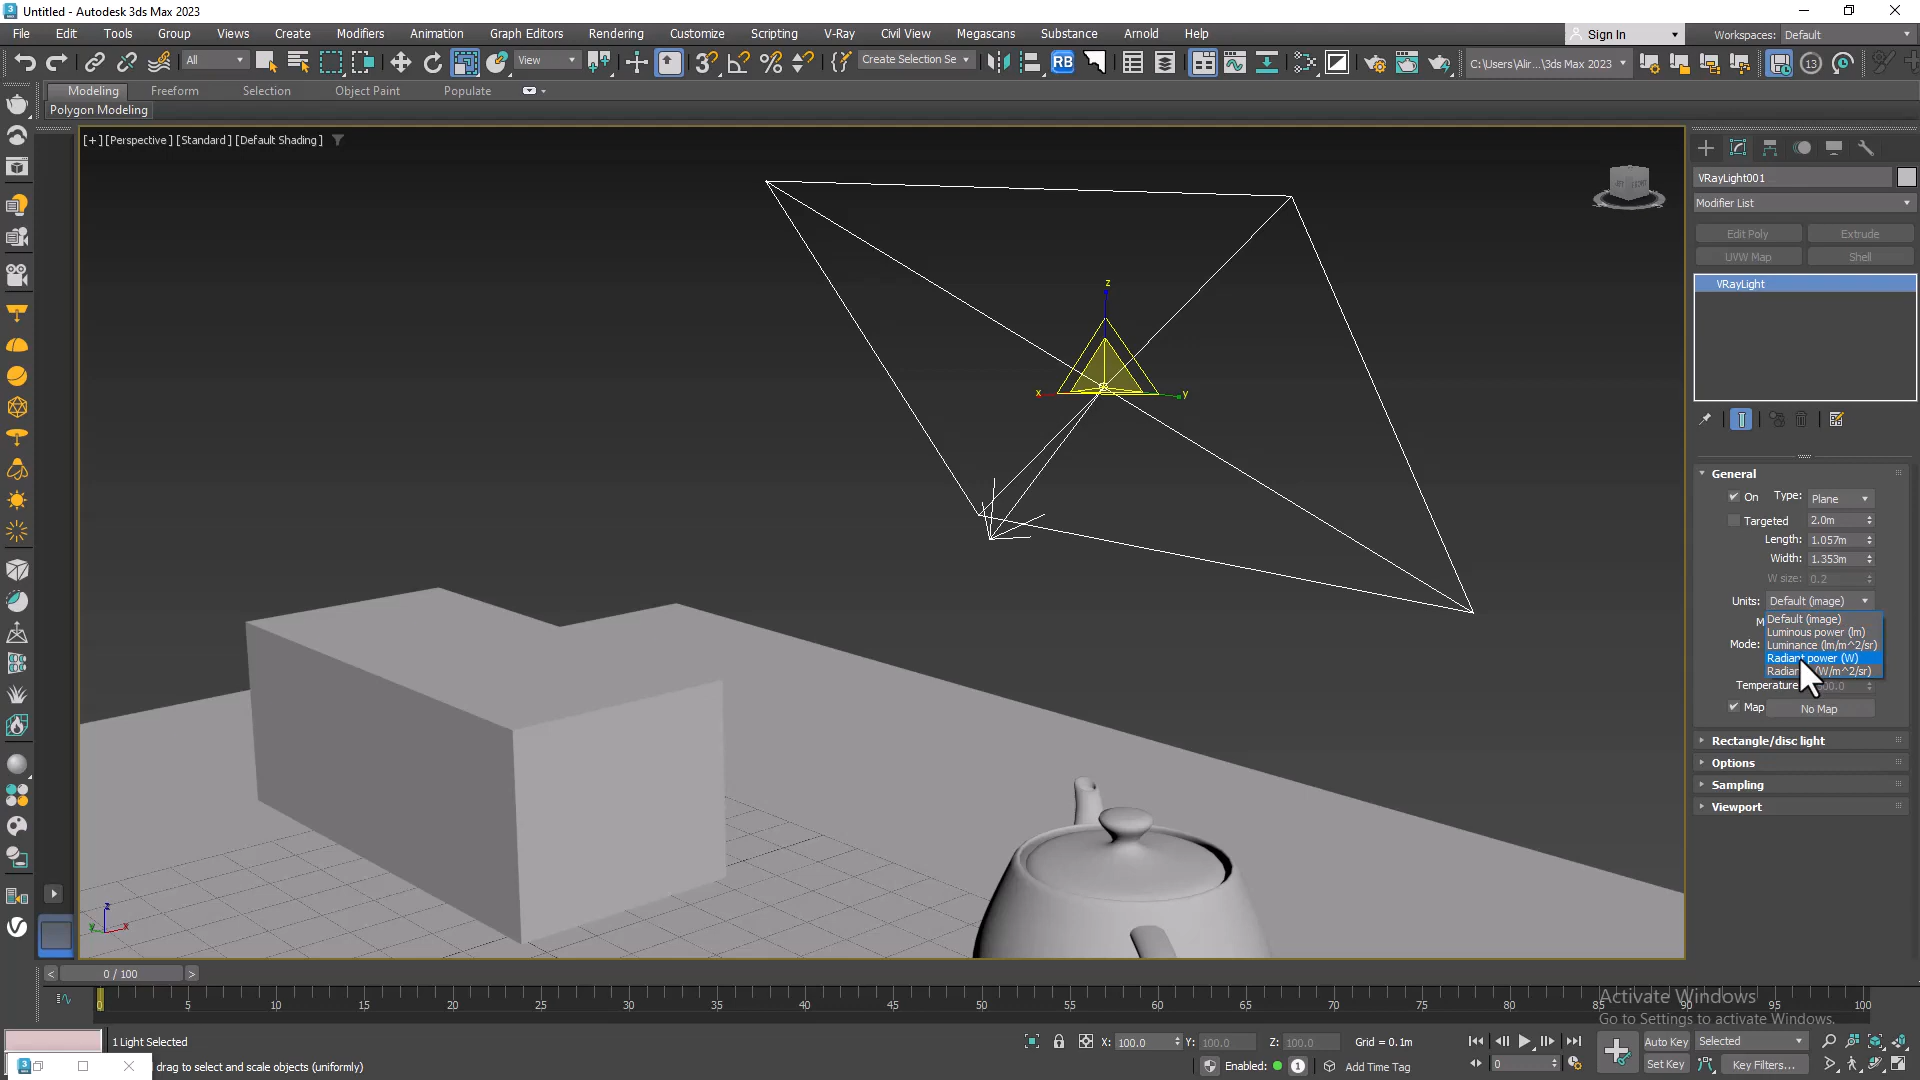 Untitled - Autodesk 3ds Max 2023
File Edit Tools Group Views Create Modifiers Animation Graph Editors Rendering Customize Scripting V-Ray Civil View Megascans Substance Arnold Help
Sign In
Workspaces: Default
All
View
Create Selection Se
RB
C:\Users\Alir...\3ds Max 2023
13
Modeling Freeform Selection Object Paint Populate
Polygon Modeling
[+] [Perspective] [Standard] [Default Shading]
z
x
y
VRayLight001
Modifier List
Edit Poly Extrude
UVW Map Shell
VRayLight
General
On Type: Plane
Targeted 2.0m
Length: 1.057m
Width: 1.353m
W size: 0.2
Units: Default (image)
Default (image)
M Luminous power (lm)
Mode: Luminance (lm/m^2/sr)
Radiant power (W)
(W/m^2/sr)
Temperature
Map No Map
Rectangle/disc light
Options
Sampling
Viewport
z
y x
< 0 / 100 >
0 5 10 15 20 25 30 35 40 45 50 55 60 65 70 75 80 85 90 95 100
Activate Windows
Go to Settings to activate Windows.
1 Light Selected
drag to select and scale objects (uniformly)
X: 100.0 Y: 100.0 Z: 100.0 Grid = 0.1m
Enabled: 1 Add Time Tag
0
Auto Key Selected
Set Key Key Filters...